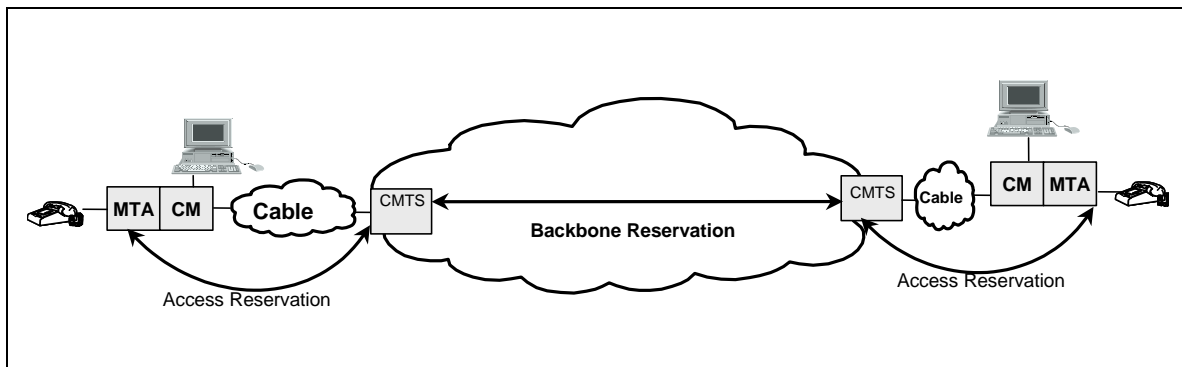 MTA CM
Cable
CMTS
Backbone Reservation
CMTS
Cable
CM MTA
Access Reservation
Access Reservation